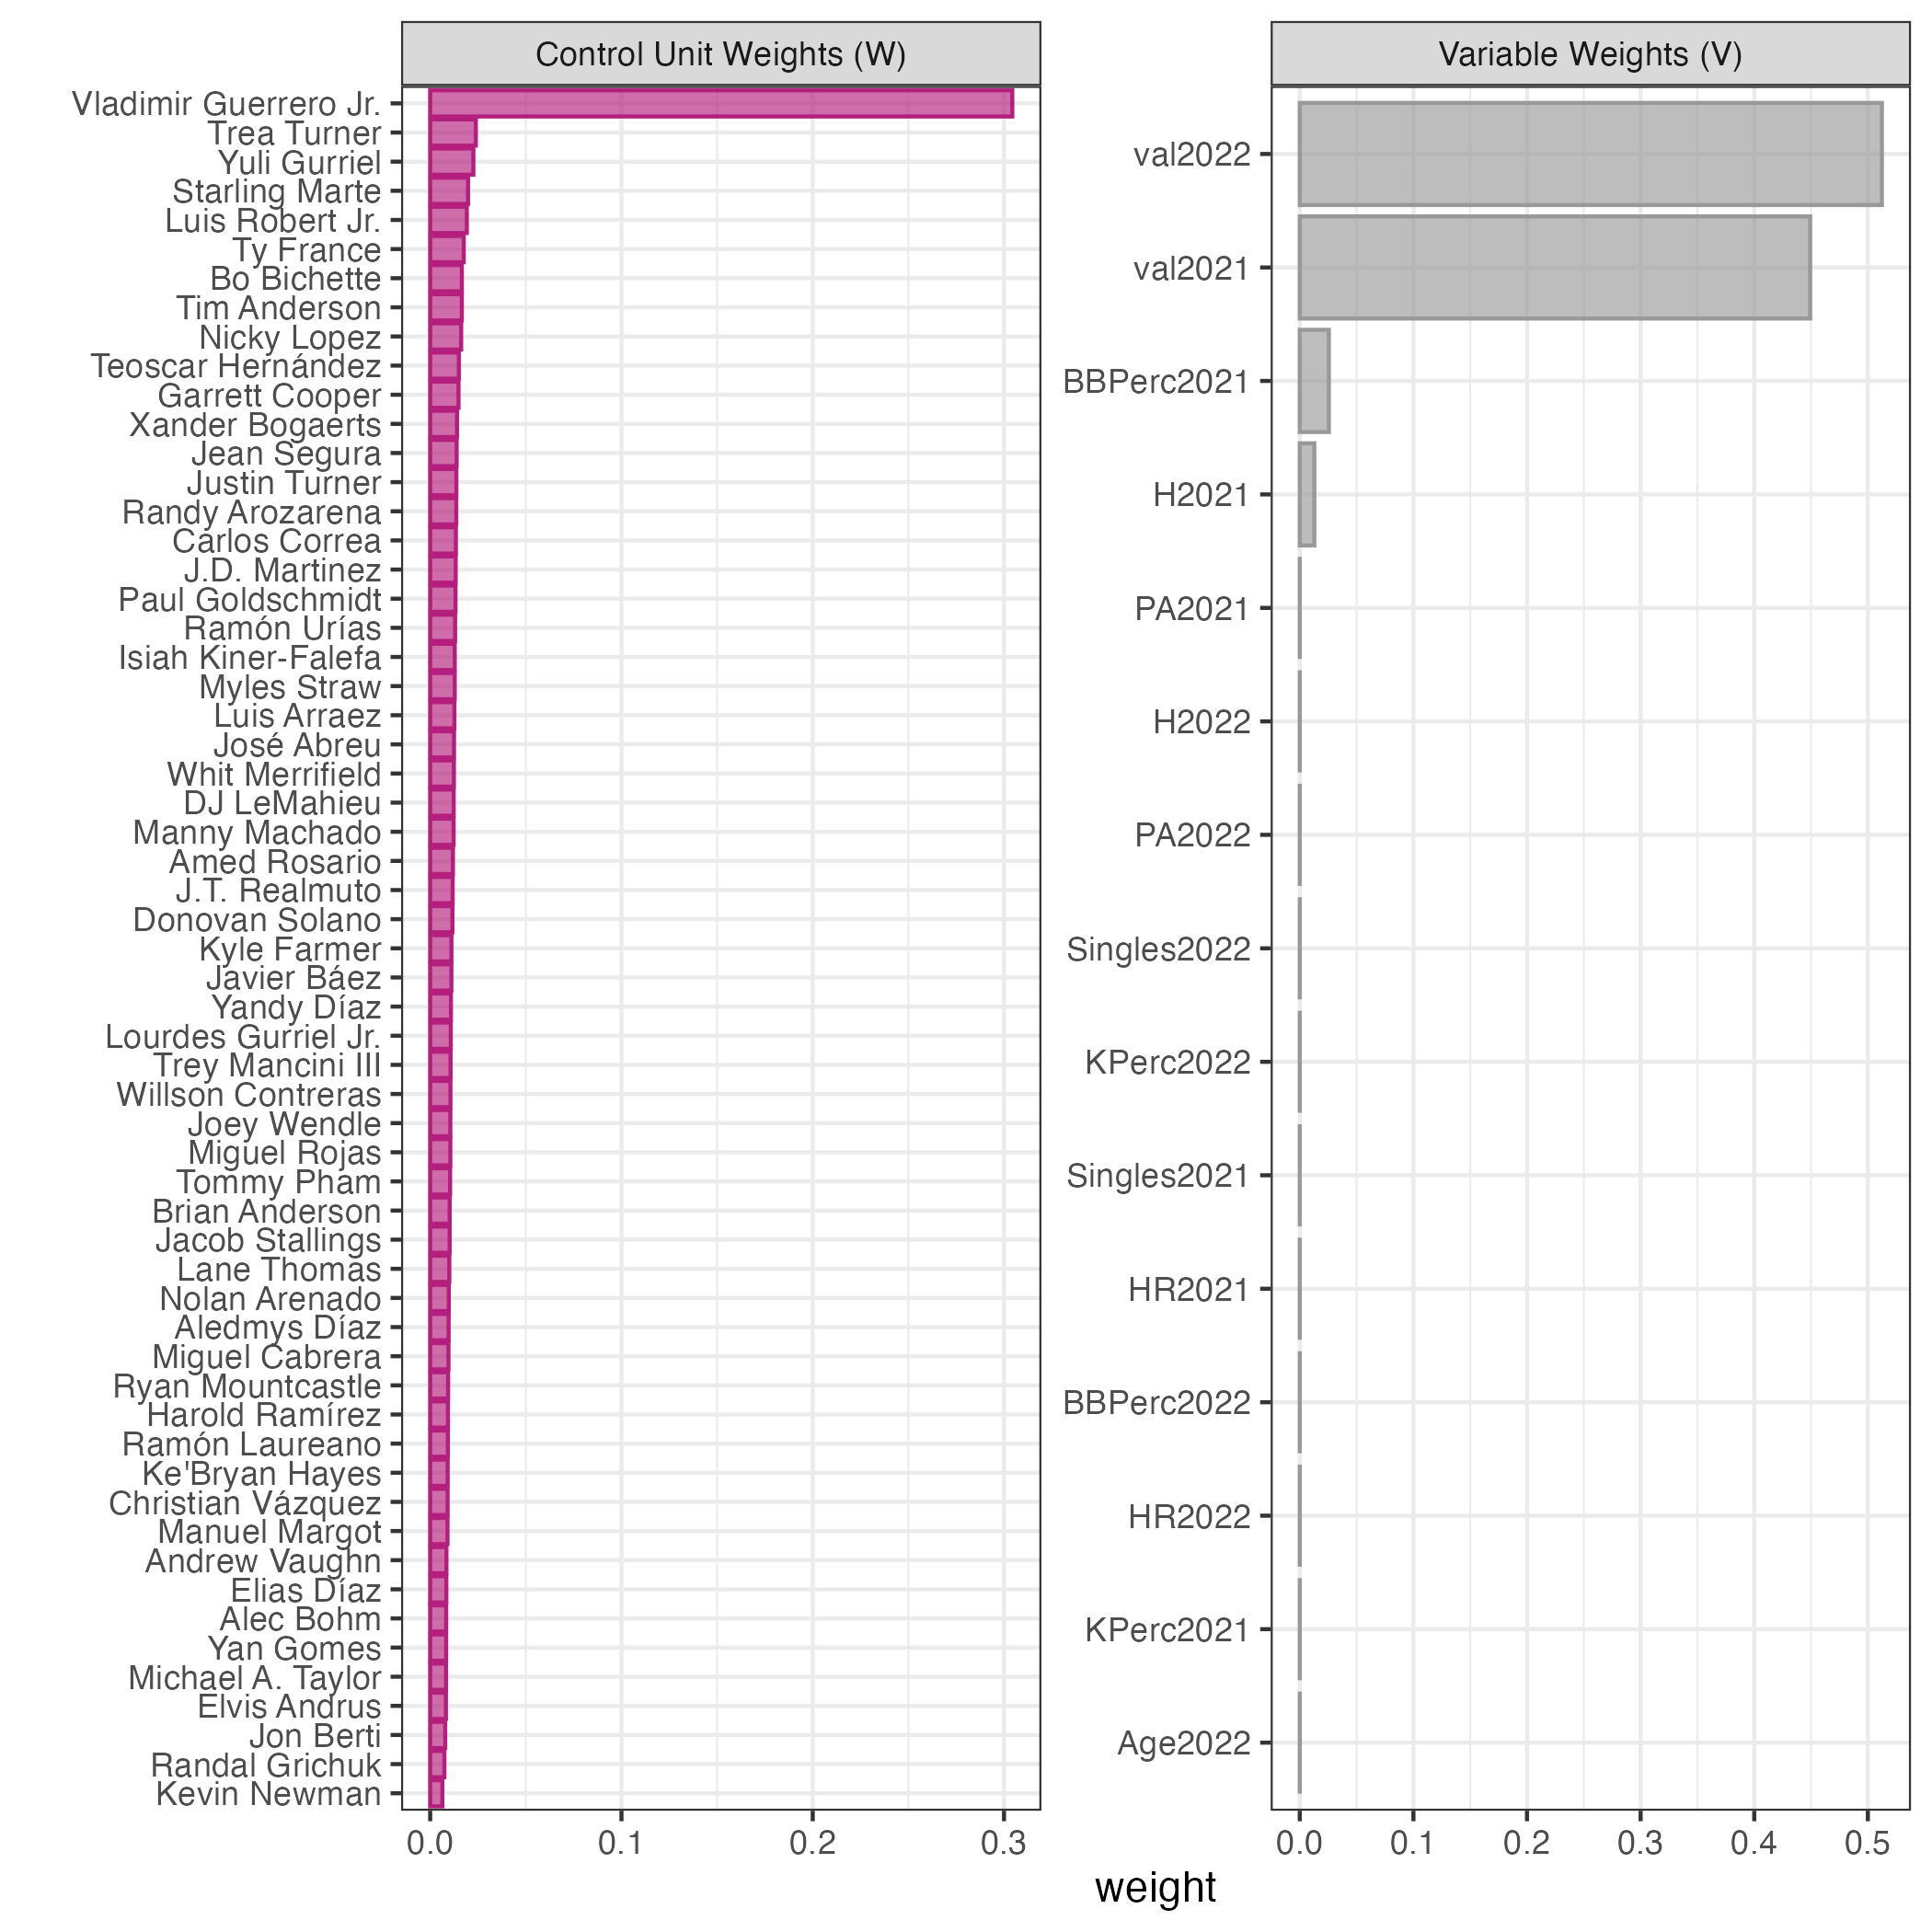 Control Unit Weights (W)
Vladimir Guerrero Jr.
Trea Turner
Yuli Gurriel
Starling Marte
Luis Robert Jr.
Ty France
Bo Bichette
Tim Anderson
Nicky Lopez
Teoscar Hernández
Garrett Cooper
Xander Bogaerts
Jean Segura
Justin Turner
Randy Arozarena
Carlos Correa
J.D. Martinez
Paul Goldschmidt
Ramón Urías
Isiah Kiner-Falefa
Myles Straw
Luis Arraez
José Abreu
Whit Merrifield
DJ LeMahieu
Manny Machado
Amed Rosario
J.T. Realmuto
Donovan Solano
Kyle Farmer
Javier Báez
Yandy Díaz
Lourdes Gurriel Jr.
Trey Mancini III
Willson Contreras
Joey Wendle
Miguel Rojas
Tommy Pham
Brian Anderson
Jacob Stallings
Lane Thomas
Nolan Arenado
Aledmys Díaz
Miguel Cabrera
Ryan Mountcastle
Harold Ramírez
Ramón Laureano
Ke'Bryan Hayes
Christian Vázquez
Manuel Margot
Andrew Vaughn
Elias Díaz
Alec Bohm
Yan Gomes
Michael A. Taylor
Elvis Andrus
Jon Berti
Randal Grichuk
Kevin Newman
0.0 0.1 0.2 0.3
Variable Weights (V)
val2022
val2021
BBPerc2021
H2021
PA2021
H2022
PA2022
Singles2022
KPerc2022
Singles2021
HR2021
BBPerc2022
HR2022
KPerc2021
Age2022
0.0 0.1 0.2 0.3 0.4 0.5
weight